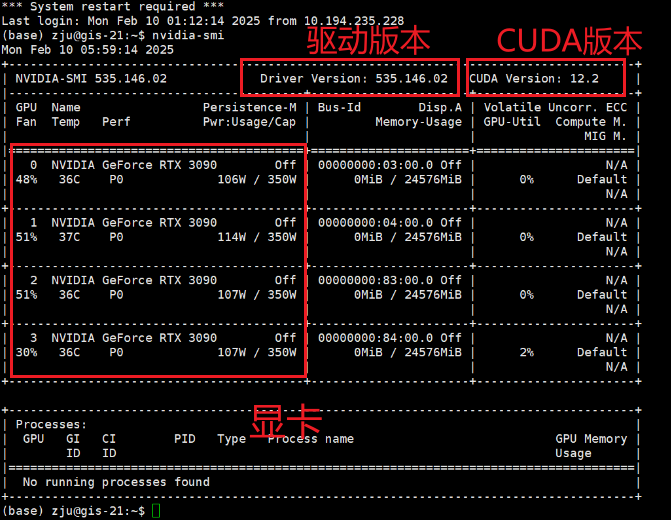 *** System restart required ***
Last login: Mon Feb 10 01:12:14 2025 from 10.194.235.228
(base) zju@gis-21:~$ nvidia-smi
Mon Feb 10 05:59:14 2025
驱动版本 CUDA版本
NVIDIA-SMI 535.146.02 Driver Version: 535.146.02 CUDA Version: 12.2
GPU Name Persistence-M | Bus-Id Disp.A | Volatile Uncorr. ECC
Fan Temp Perf Pwr:Usage/Cap | Memory-Usage | GPU-Util Compute M.
MIG M.
0 NVIDIA GeForce RTX 3090 Off | 00000000:03:00.0 Off | N/A
48% 36C P0 106W / 350W | 0MiB / 24576MiB | 0% Default
N/A
1 NVIDIA GeForce RTX 3090 Off | 00000000:04:00.0 Off | N/A
51% 37C P0 114W / 350W | 0MiB / 24576MiB | 0% Default
N/A
2 NVIDIA GeForce RTX 3090 Off | 00000000:83:00.0 Off | N/A
51% 36C P0 107W / 350W | 0MiB / 24576MiB | 0% Default
N/A
3 NVIDIA GeForce RTX 3090 Off | 00000000:84:00.0 Off | N/A
30% 36C P0 107W / 350W | 0MiB / 24576MiB | 2% Default
N/A
显卡
Processes:
GPU GI CI PID Type Process name GPU Memory
ID ID Usage
No running processes found
(base) zju@gis-21:~$